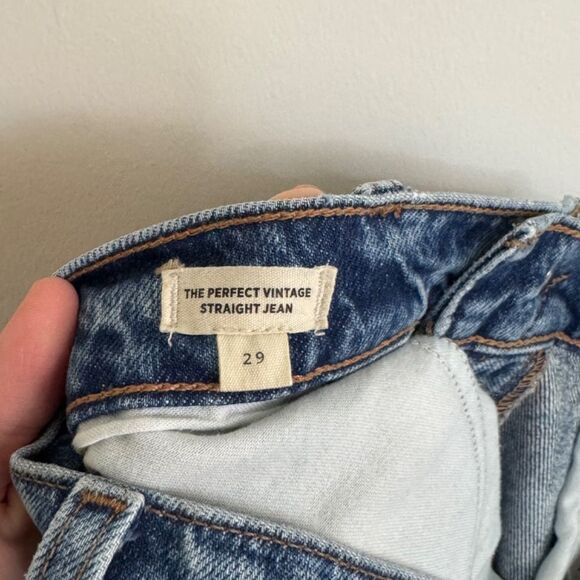 THE PERFECT VINTAGE
STRAIGHT JEAN
29